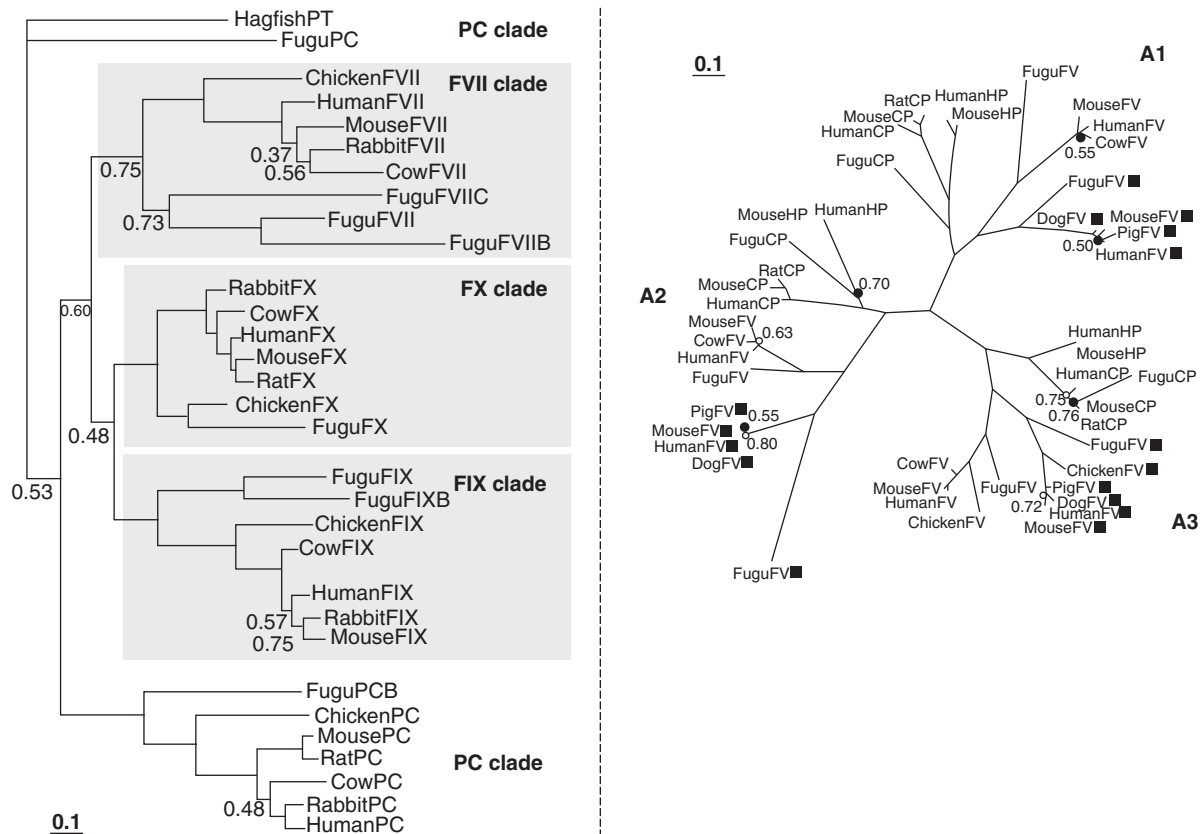 HagfishPT
FuguPC
PC clade
ChickenFVII
FVII clade
HumanFVII
MouseFVII
0.37
RabbitFVII
0.56
CowFVII
0.75
FuguFVIIC
0.73
FuguFVII
FuguFVIIB
RabbitFX
FX clade
CowFX
0.60
HumanFX
MouseFX
RatFX
ChickenFX
FuguFX
0.48
FuguFIX
FIX clade
0.53
FuguFIXB
ChickenFIX
CowFIX
HumanFIX
0.57
RabbitFIX
0.75
MouseFIX
FuguPCB
ChickenPC
MousePC
RatPC
PC clade
CowPC
0.48
RabbitPC
HumanPC
0.1
0.1
A1
FuguFV
RatCP
HumanHP
MouseCP
MouseHP
HumanCP
MouseFV
HumanFV
CowFV
0.55
FuguCP
FuguFV■
DogFV■
MouseFV■
PigFV■
0.50
HumanFV■
MouseHP
HumanHP
FuguCP
0.70
RatCP
MouseCP
HumanCP
A2
MouseFV
0.63
CowFV
HumanFV
FuguFV
PigFV■
0.55
MouseFV■
0.80
HumanFV■
DogFV■
FuguFV■
HumanHP
MouseHP
HumanCP
FuguCP
0.75
0.76
MouseCP
RatCP
FuguFV■
ChickenFV■
CowFV
MouseFV
HumanFV
ChickenFV
FuguFV
PigFV■
DogFV■
0.72
HumanFV■
MouseFV■
A3